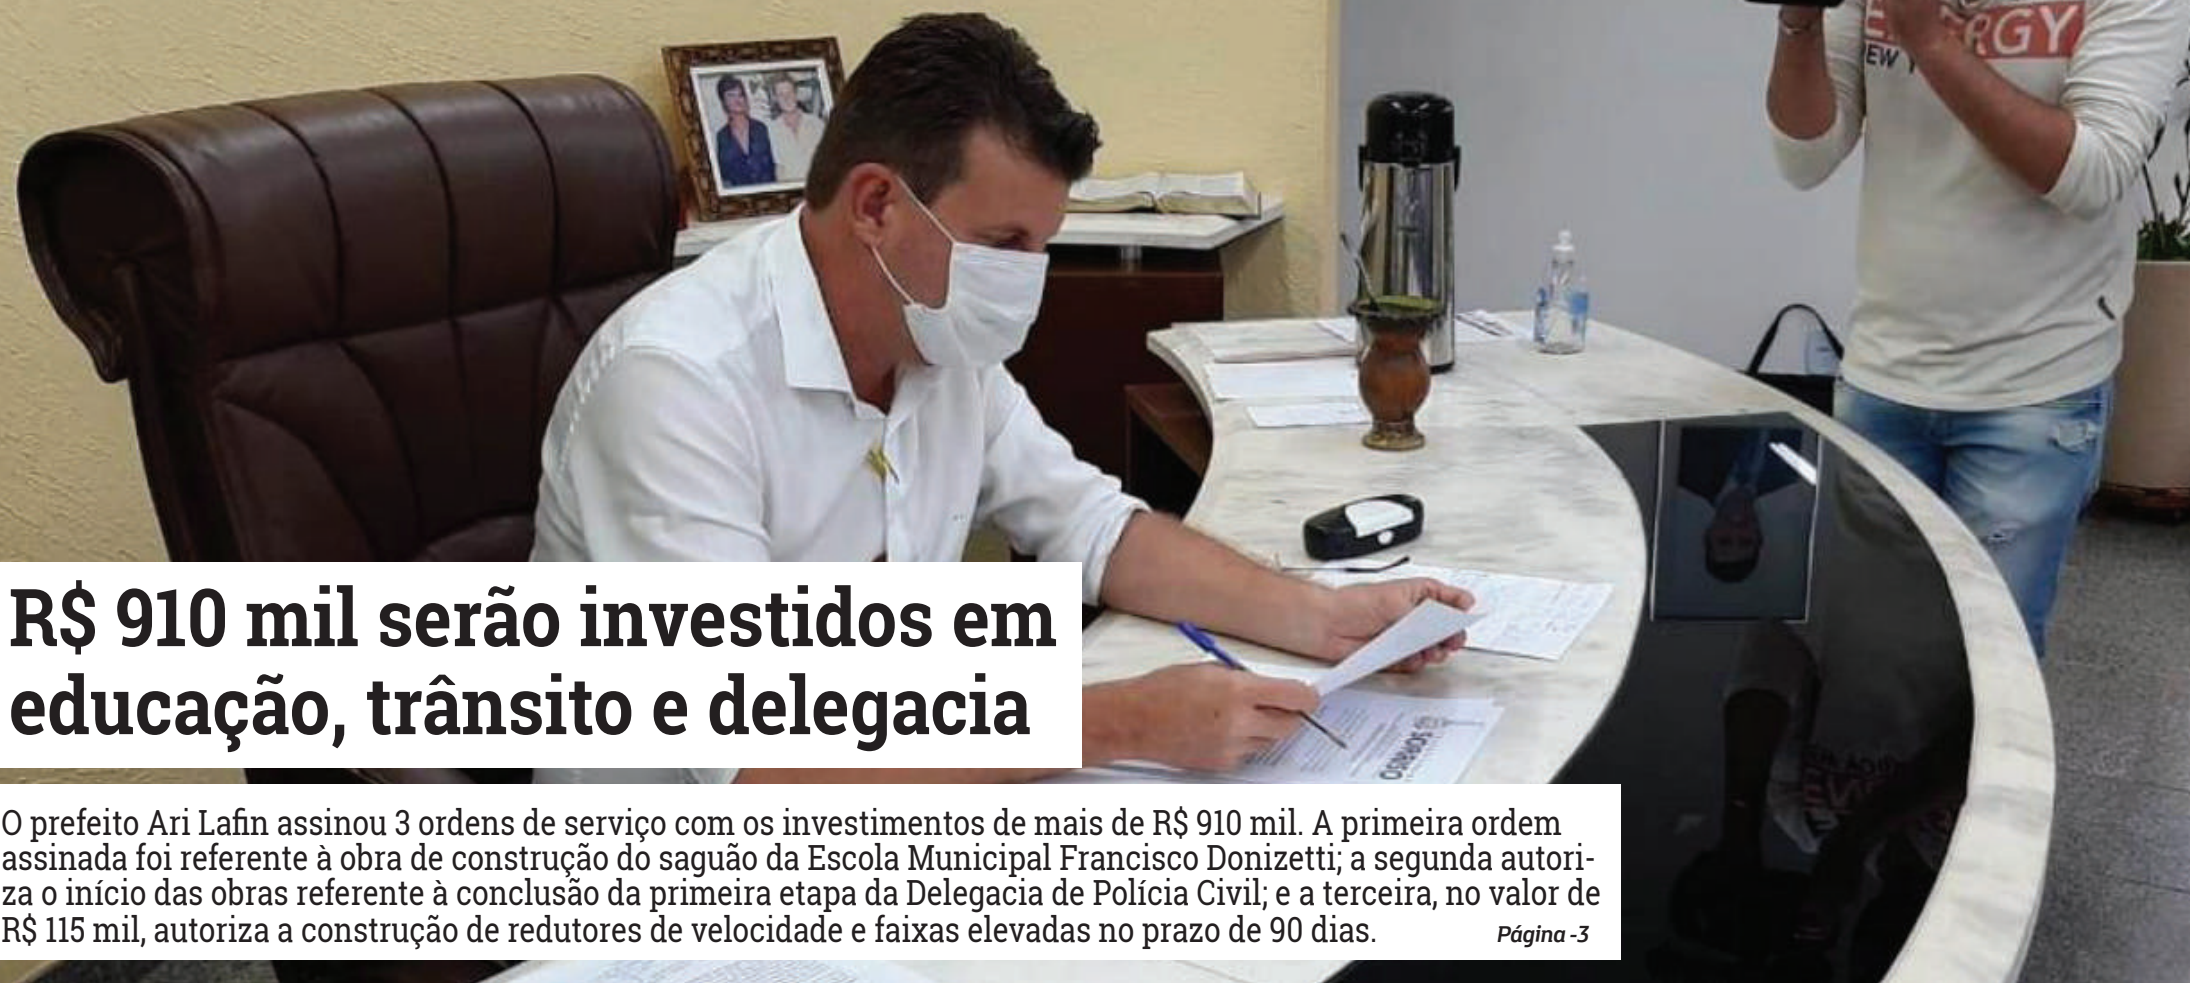 ENERGY
R$ 910 mil serão investidos em
educação, trânsito e delegacia
SORRISO
O prefeito Ari Lafin assinou 3 ordens de serviço com os investimentos de mais de R$ 910 mil. A primeira ordem
assinada foi referente à obra de construção do saguão da Escola Municipal Francisco Donizetti; a segunda autori-
za o início das obras referente à conclusão da primeira etapa da Delegacia de Polícia Civil; e a terceira, no valor de
R$ 115 mil, autoriza a construção de redutores de velocidade e faixas elevadas no prazo de 90 dias.
Página -3